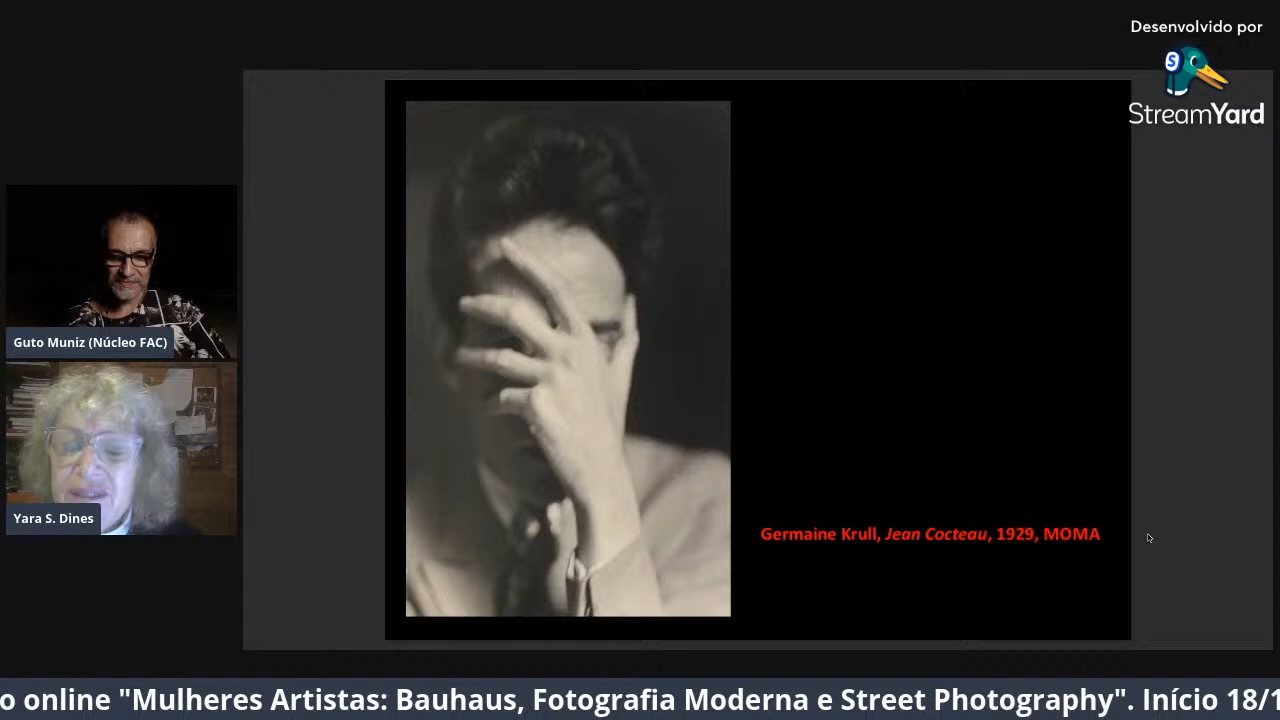 Desenvolvido por
StreamYard
Guto Muniz (Núcleo FAC)
Yara S. Dines
Germaine Krull, Jean Cocteau, 1929, MOMA
o online "Mulheres Artistas: Bauhaus, Fotografia Moderna e Street Photography". Início 18/1